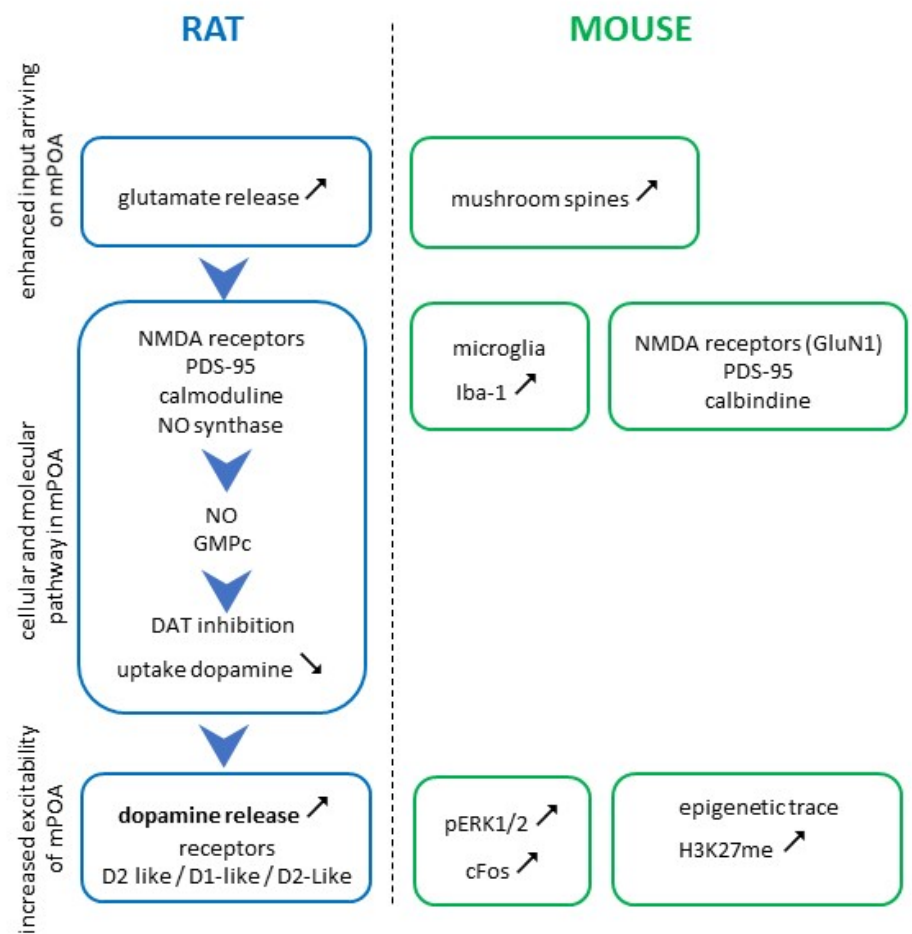 RAT
MOUSE
enhanced input arriving
on mPOA
glutamate release ↗
mushroom spines ↗
cellular and molecular
pathway in mPOA
NMDA receptors
PDS-95
calmoduline
NO synthase
NO
GMPc
DAT inhibition
uptake dopamine ↘
microglia
Iba-1 ↗
NMDA receptors (GluN1)
PDS-95
calbindine
increased excitability
of mPOA
dopamine release ↗
receptors
D2 like / D1-like / D2-Like
pERK1/2 ↗
cFos ↗
epigenetic trace
H3K27me ↗